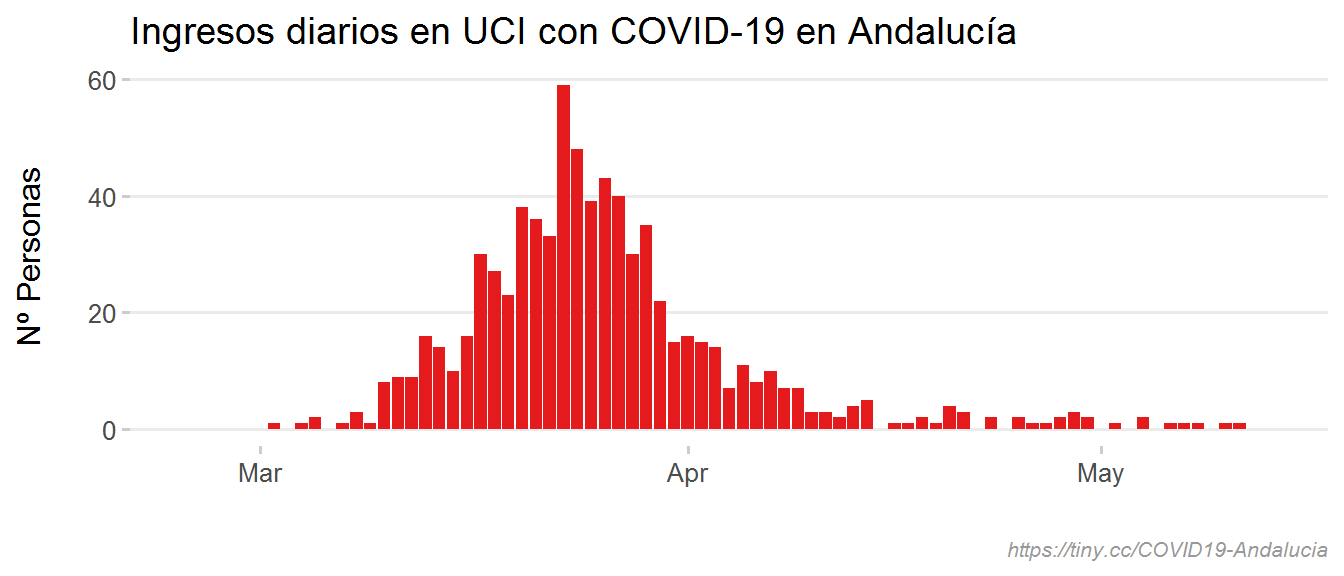 Ingresos diarios en UCI con COVID-19 en Andalucía
Nº Personas
60
40
20
0
Mar Apr May
https://tiny.cc/COVID19-Andalucia